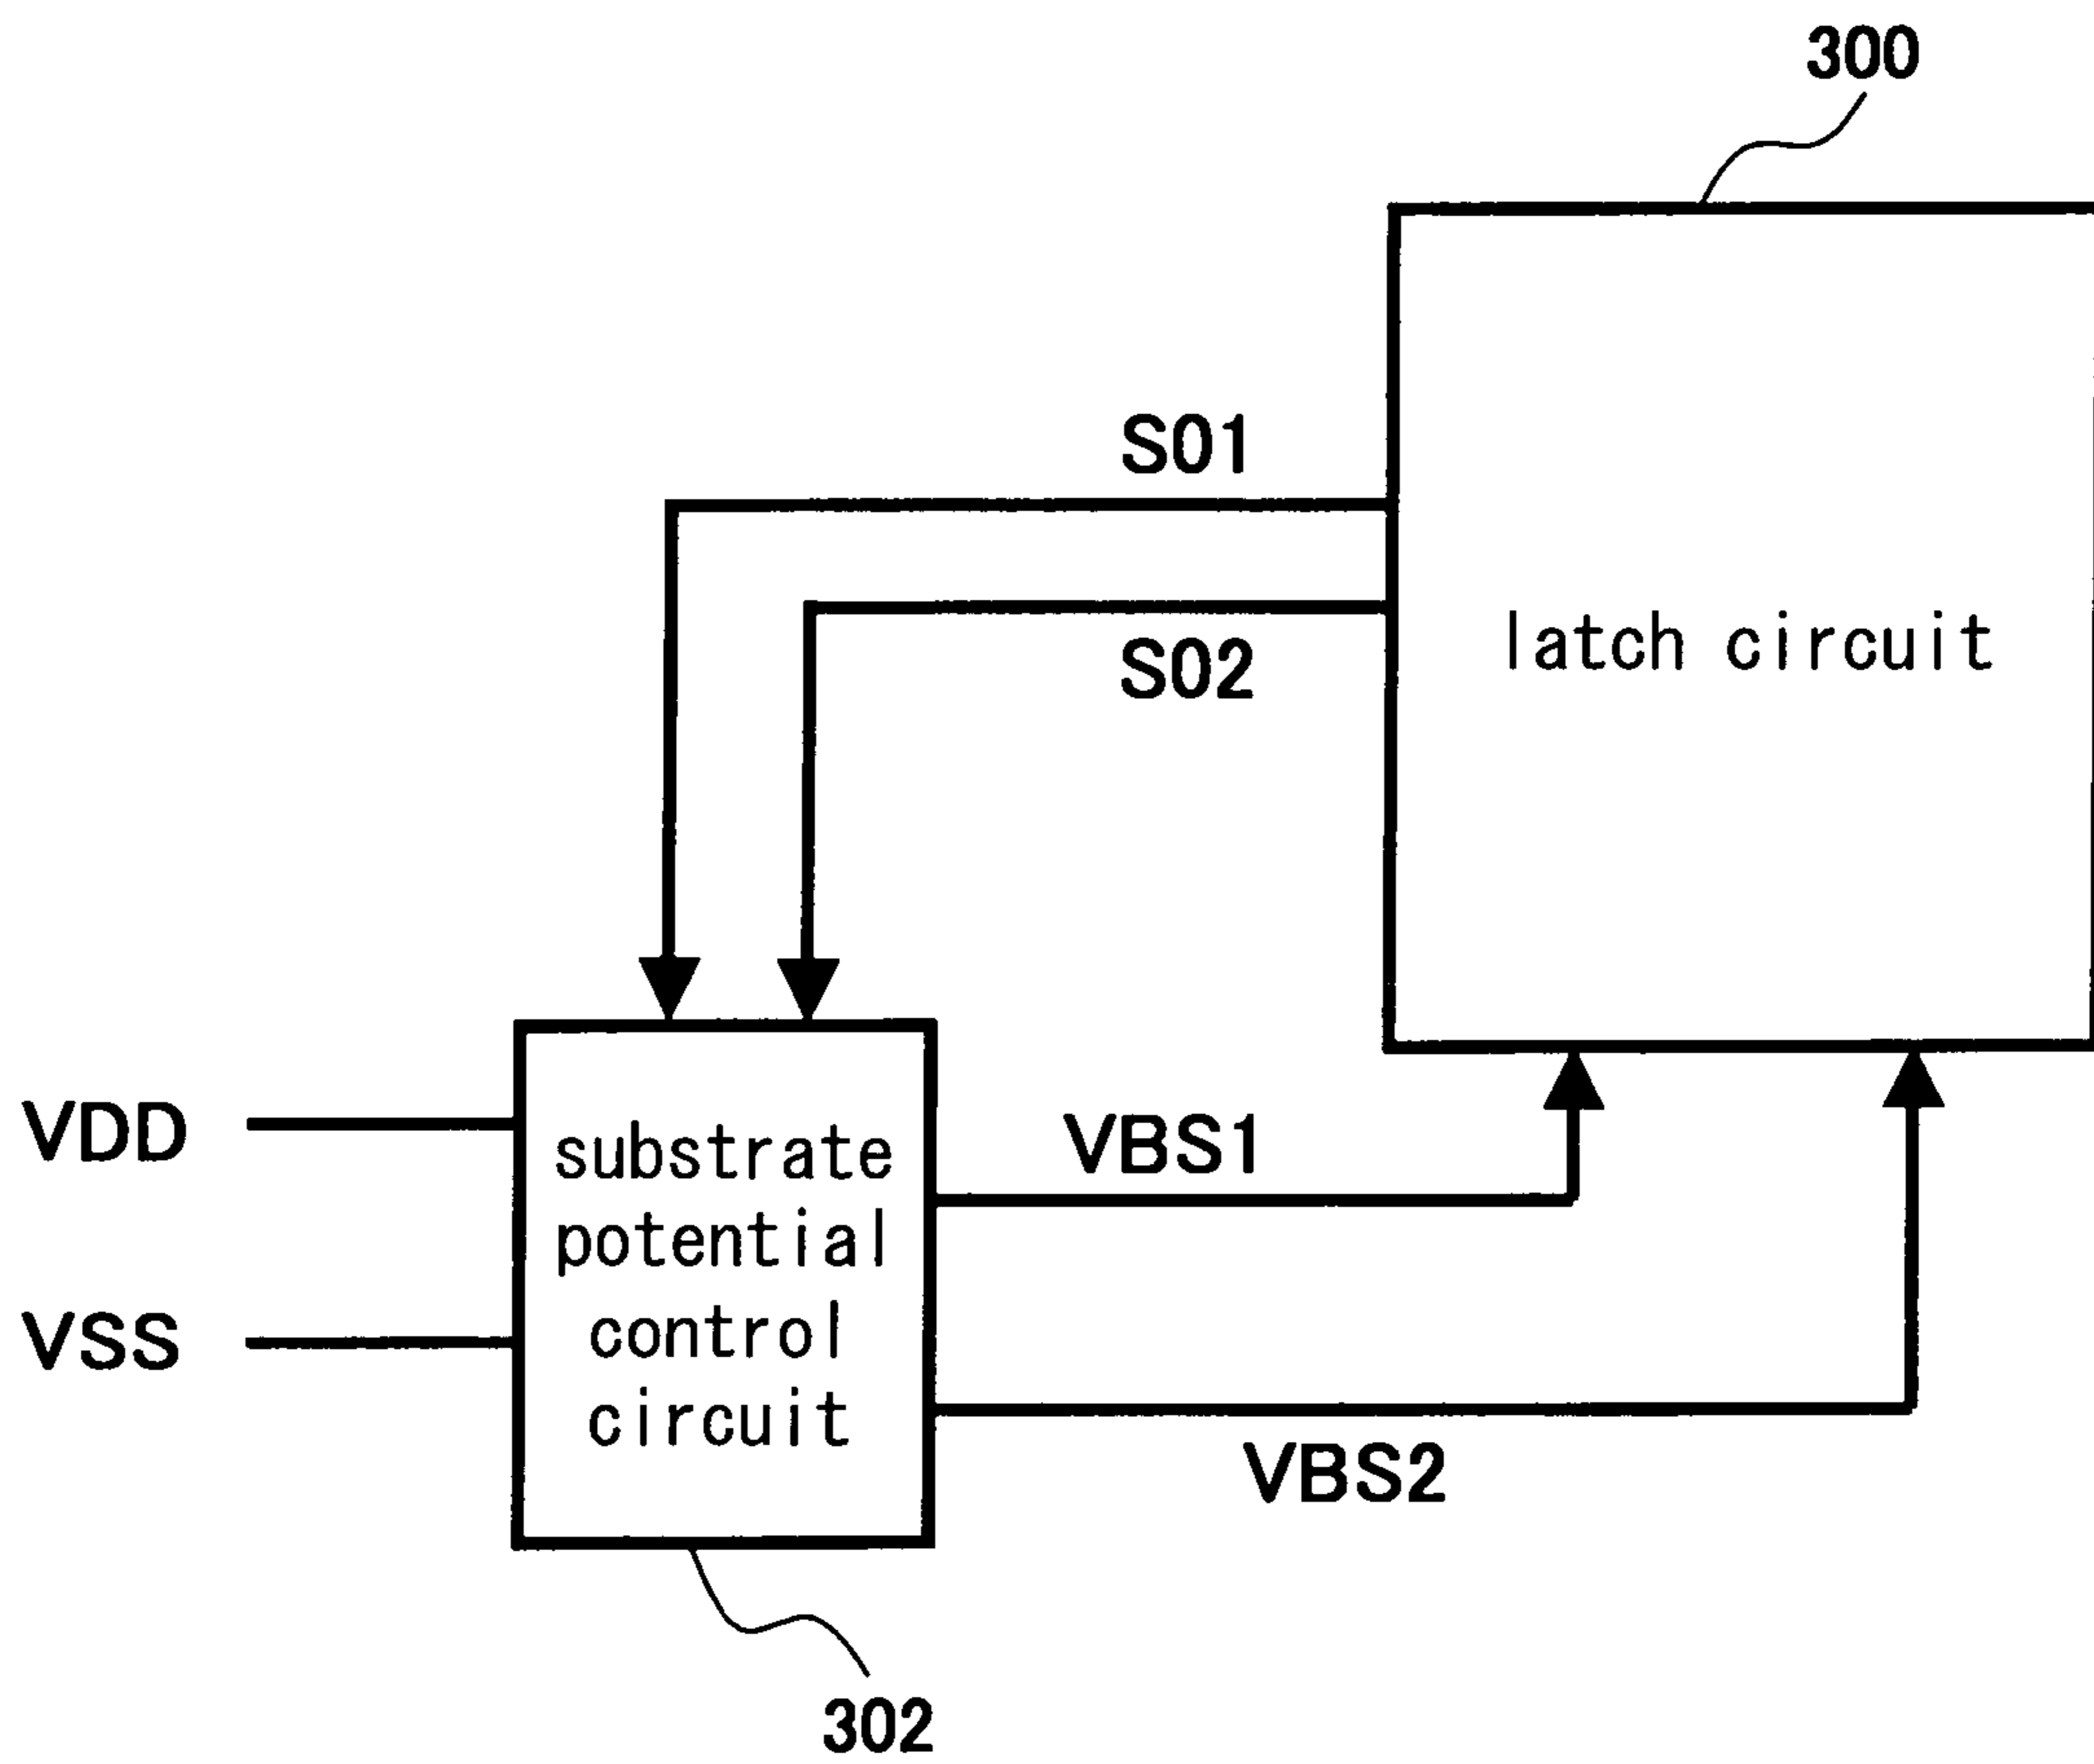 300
S01
S02
latch circuit
VDD
VSS
substrate
potential
control
circuit
VBS1
VBS2
302